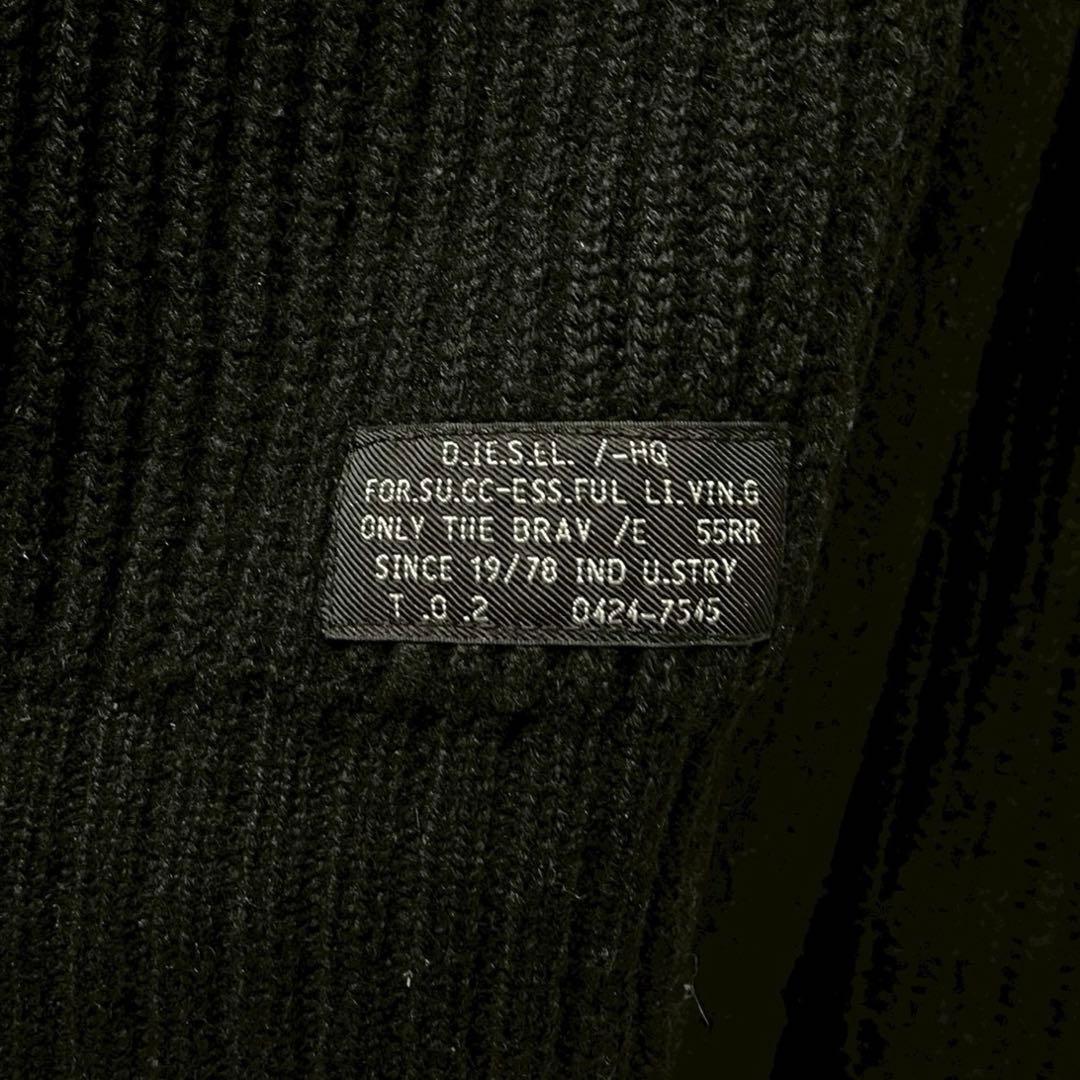 D.IE.S.EL. /-HQ
FOR.SU.CC-ESS.FUL LI.VIN.G
ONLY THE BRAV /E 55RR
SINCE 19/78 IND U.STRY
T .O .2 0424-7545